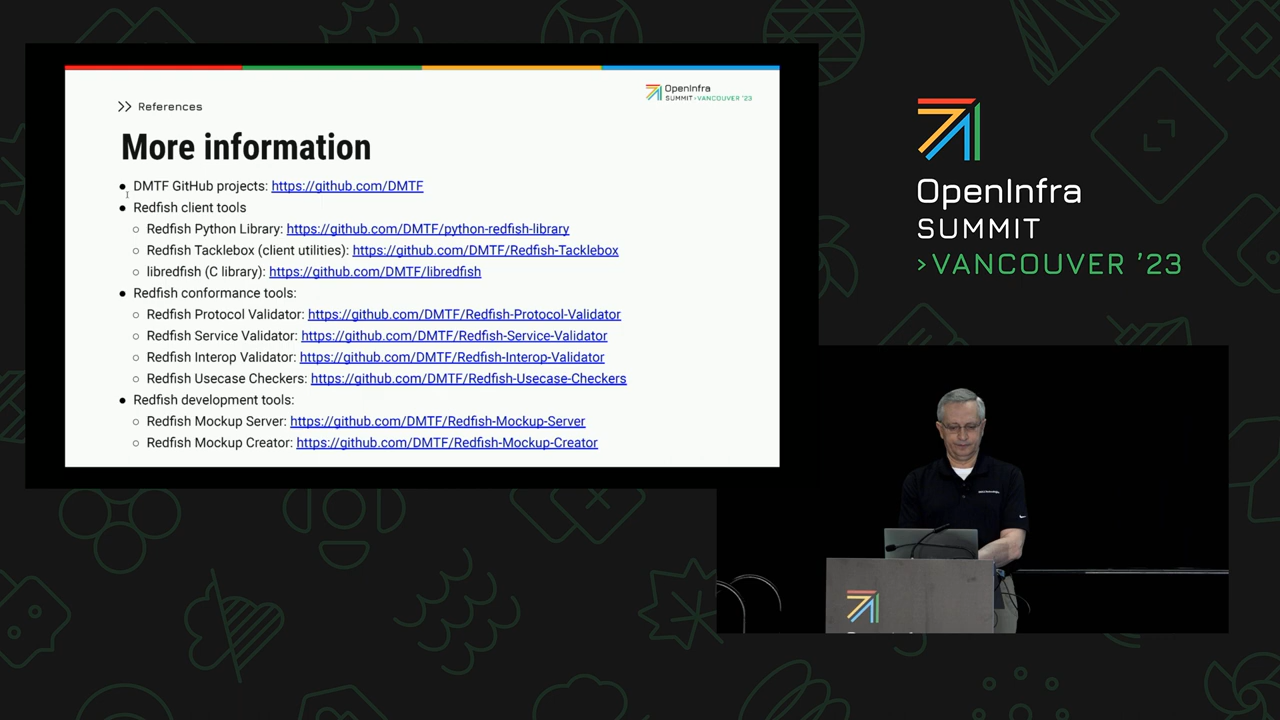 >> References
OpenInfra
SUMMIT >VANCOUVER '23
More information
● DMTF GitHub projects: https://github.com/DMTF
● Redfish client tools
○ Redfish Python Library: https://github.com/DMTF/python-redfish-library
○ Redfish Tacklebox (client utilities): https://github.com/DMTF/Redfish-Tacklebox
○ libredfish (C library): https://github.com/DMTF/libredfish
● Redfish conformance tools:
○ Redfish Protocol Validator: https://github.com/DMTF/Redfish-Protocol-Validator
○ Redfish Service Validator: https://github.com/DMTF/Redfish-Service-Validator
○ Redfish Interop Validator: https://github.com/DMTF/Redfish-Interop-Validator
○ Redfish Usecase Checkers: https://github.com/DMTF/Redfish-Usecase-Checkers
● Redfish development tools:
○ Redfish Mockup Server: https://github.com/DMTF/Redfish-Mockup-Server
○ Redfish Mockup Creator: https://github.com/DMTF/Redfish-Mockup-Creator
OpenInfra
SUMMIT
>VANCOUVER '23